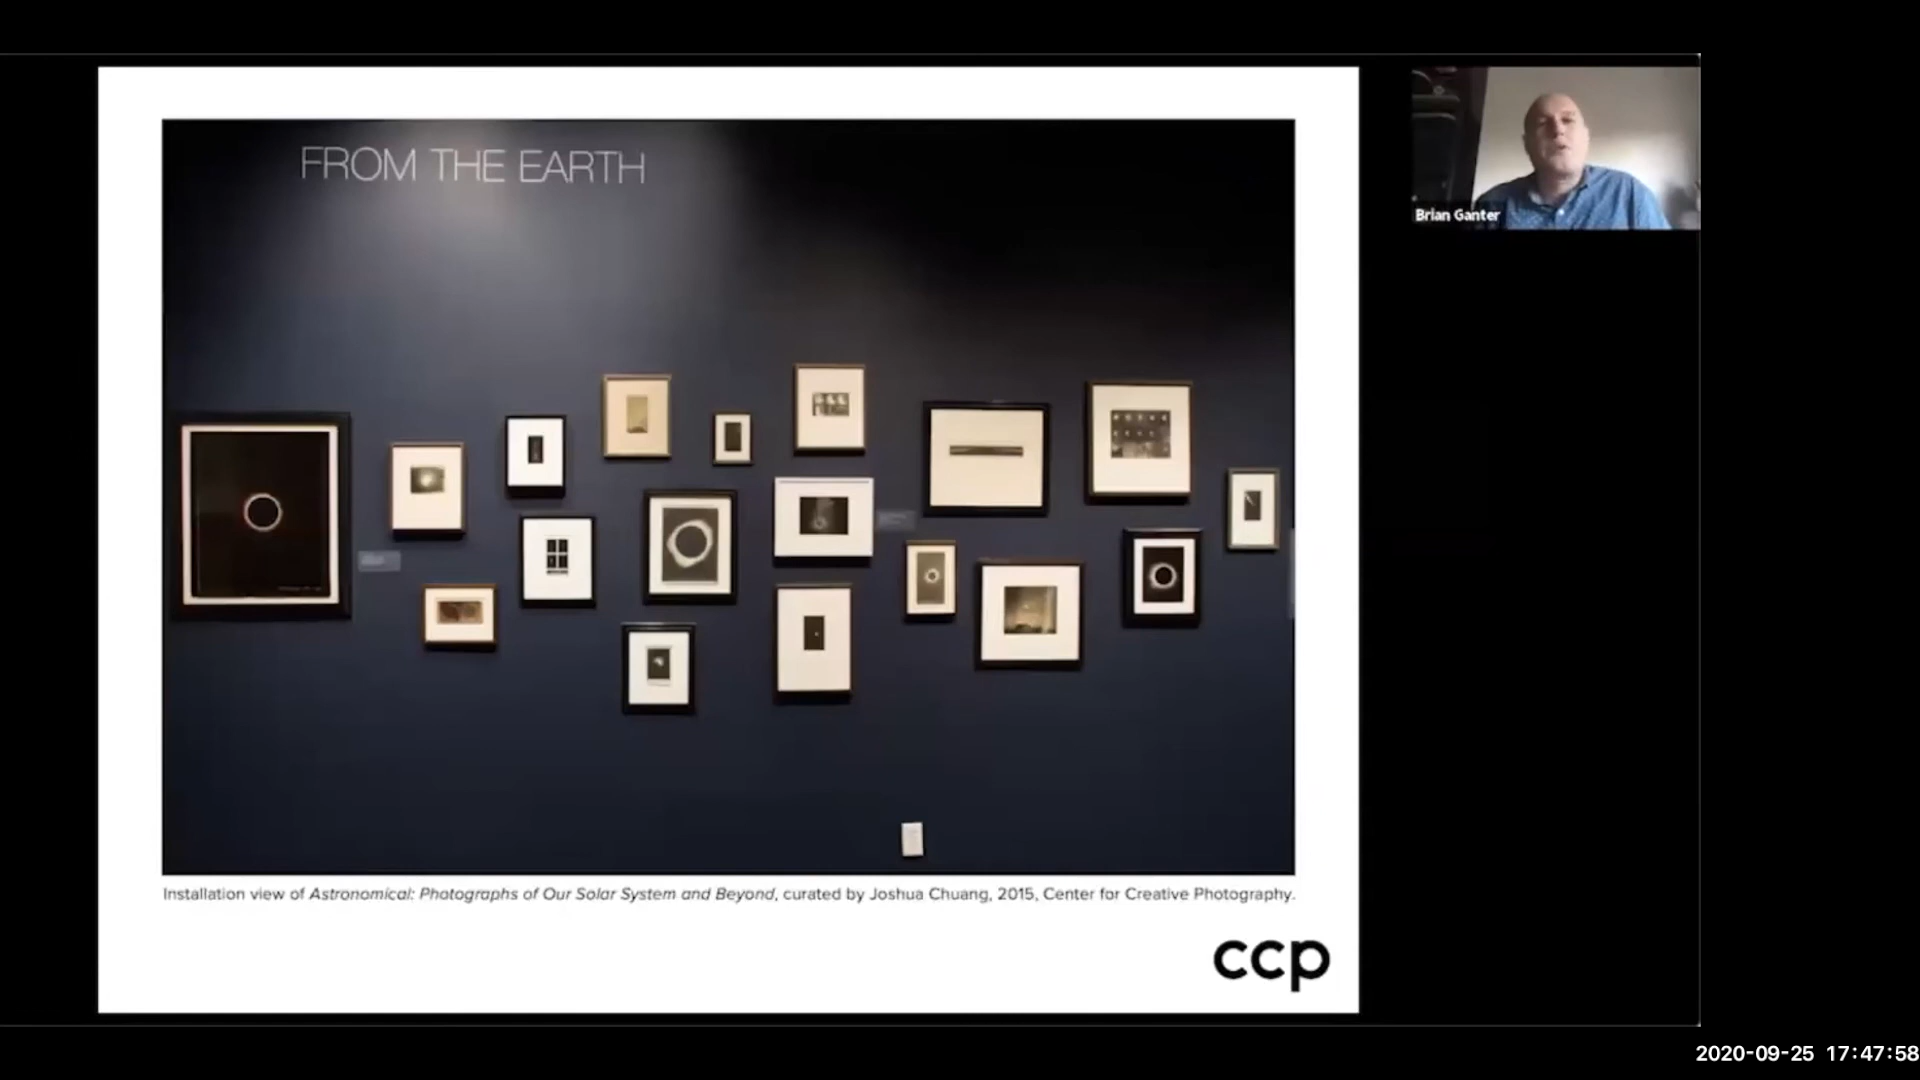 FROM THE EARTH
Brian Ganter
Installation view of Astronomical: Photographs of Our Solar System and Beyond, curated by Joshua Chuang, 2015, Center for Creative Photography.
ccp
2020-09-25 17:47:58